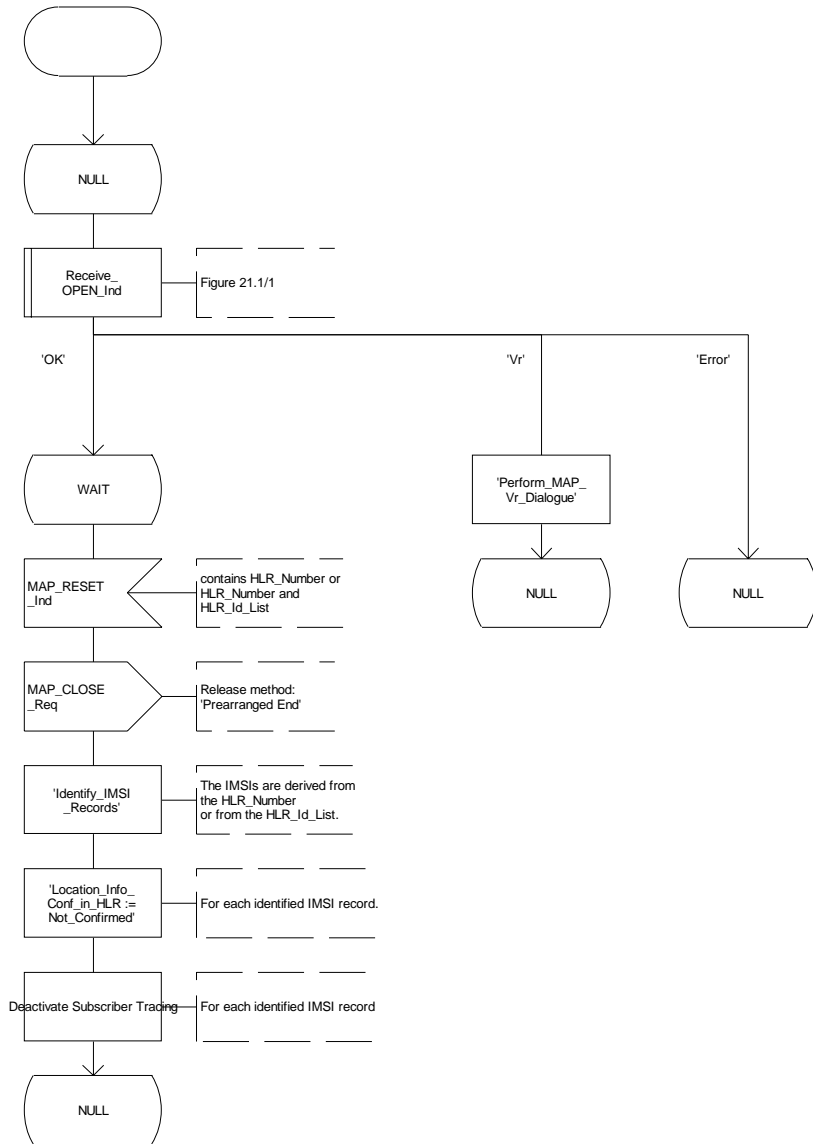 NULL
Receive_
OPEN_Ind
Figure 21.1/1
'OK'
'Vr'
'Error'
WAIT
'Perform_MAP_
Vr_Dialogue'
MAP_RESET
_Ind
contains HLR_Number or
HLR_Number and
HLR_Id_List
NULL
NULL
MAP_CLOSE
_Req
Release method:
'Prearranged End'
'Identify_IMSI
_Records'
The IMSIs are derived from
the HLR_Number
or from the HLR_Id_List.
'Location_Info_
Conf_in_HLR :=
Not_Confirmed'
For each identified IMSI record.
Deactivate Subscriber Tracing
For each identified IMSI record
NULL